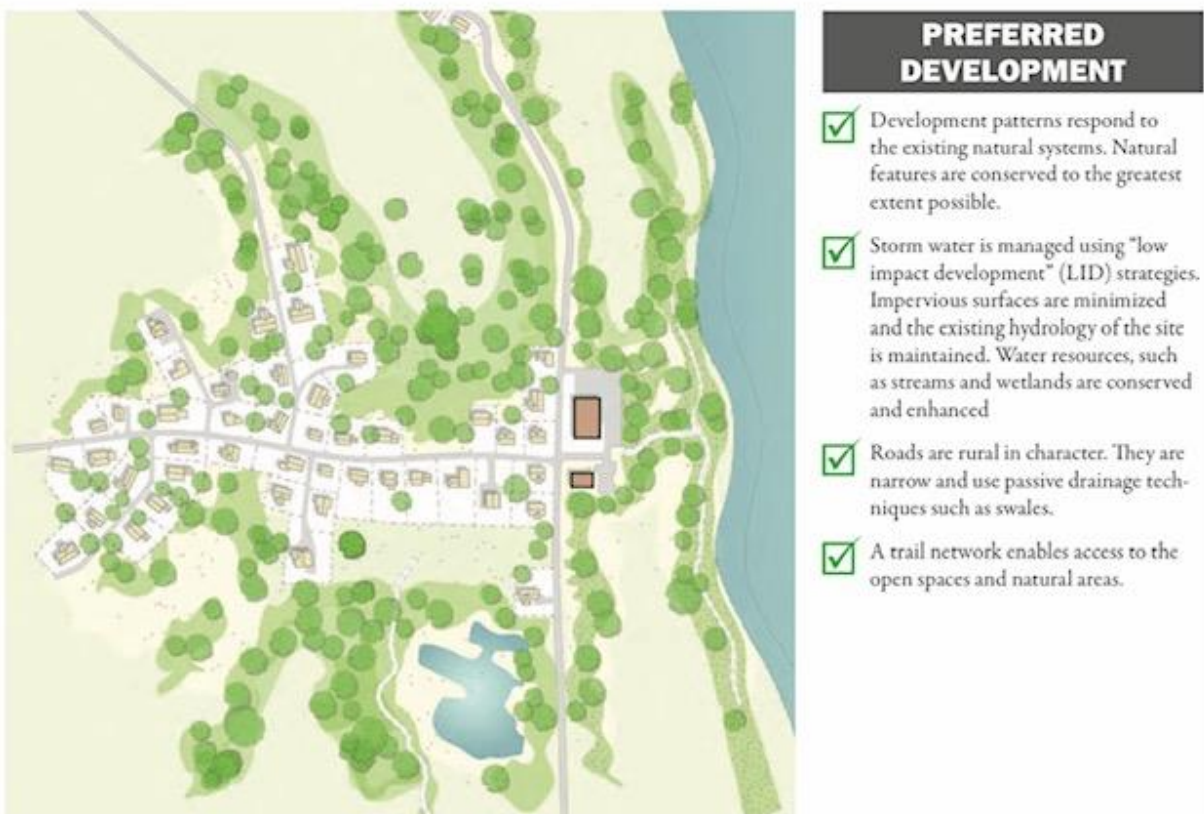 PREFERRED
DEVELOPMENT
Development patterns respond to
the existing natural systems. Natural
features are conserved to the greatest
extent possible.
Storm water is managed using “low
impact development” (LID) strategies.
Impervious surfaces are minimized
and the existing hydrology of the site
is maintained. Water resources, such
as streams and wetlands are conserved
and enhanced
Roads are rural in character. They are
narrow and use passive drainage tech-
niques such as swales.
A trail network enables access to the
open spaces and natural areas.